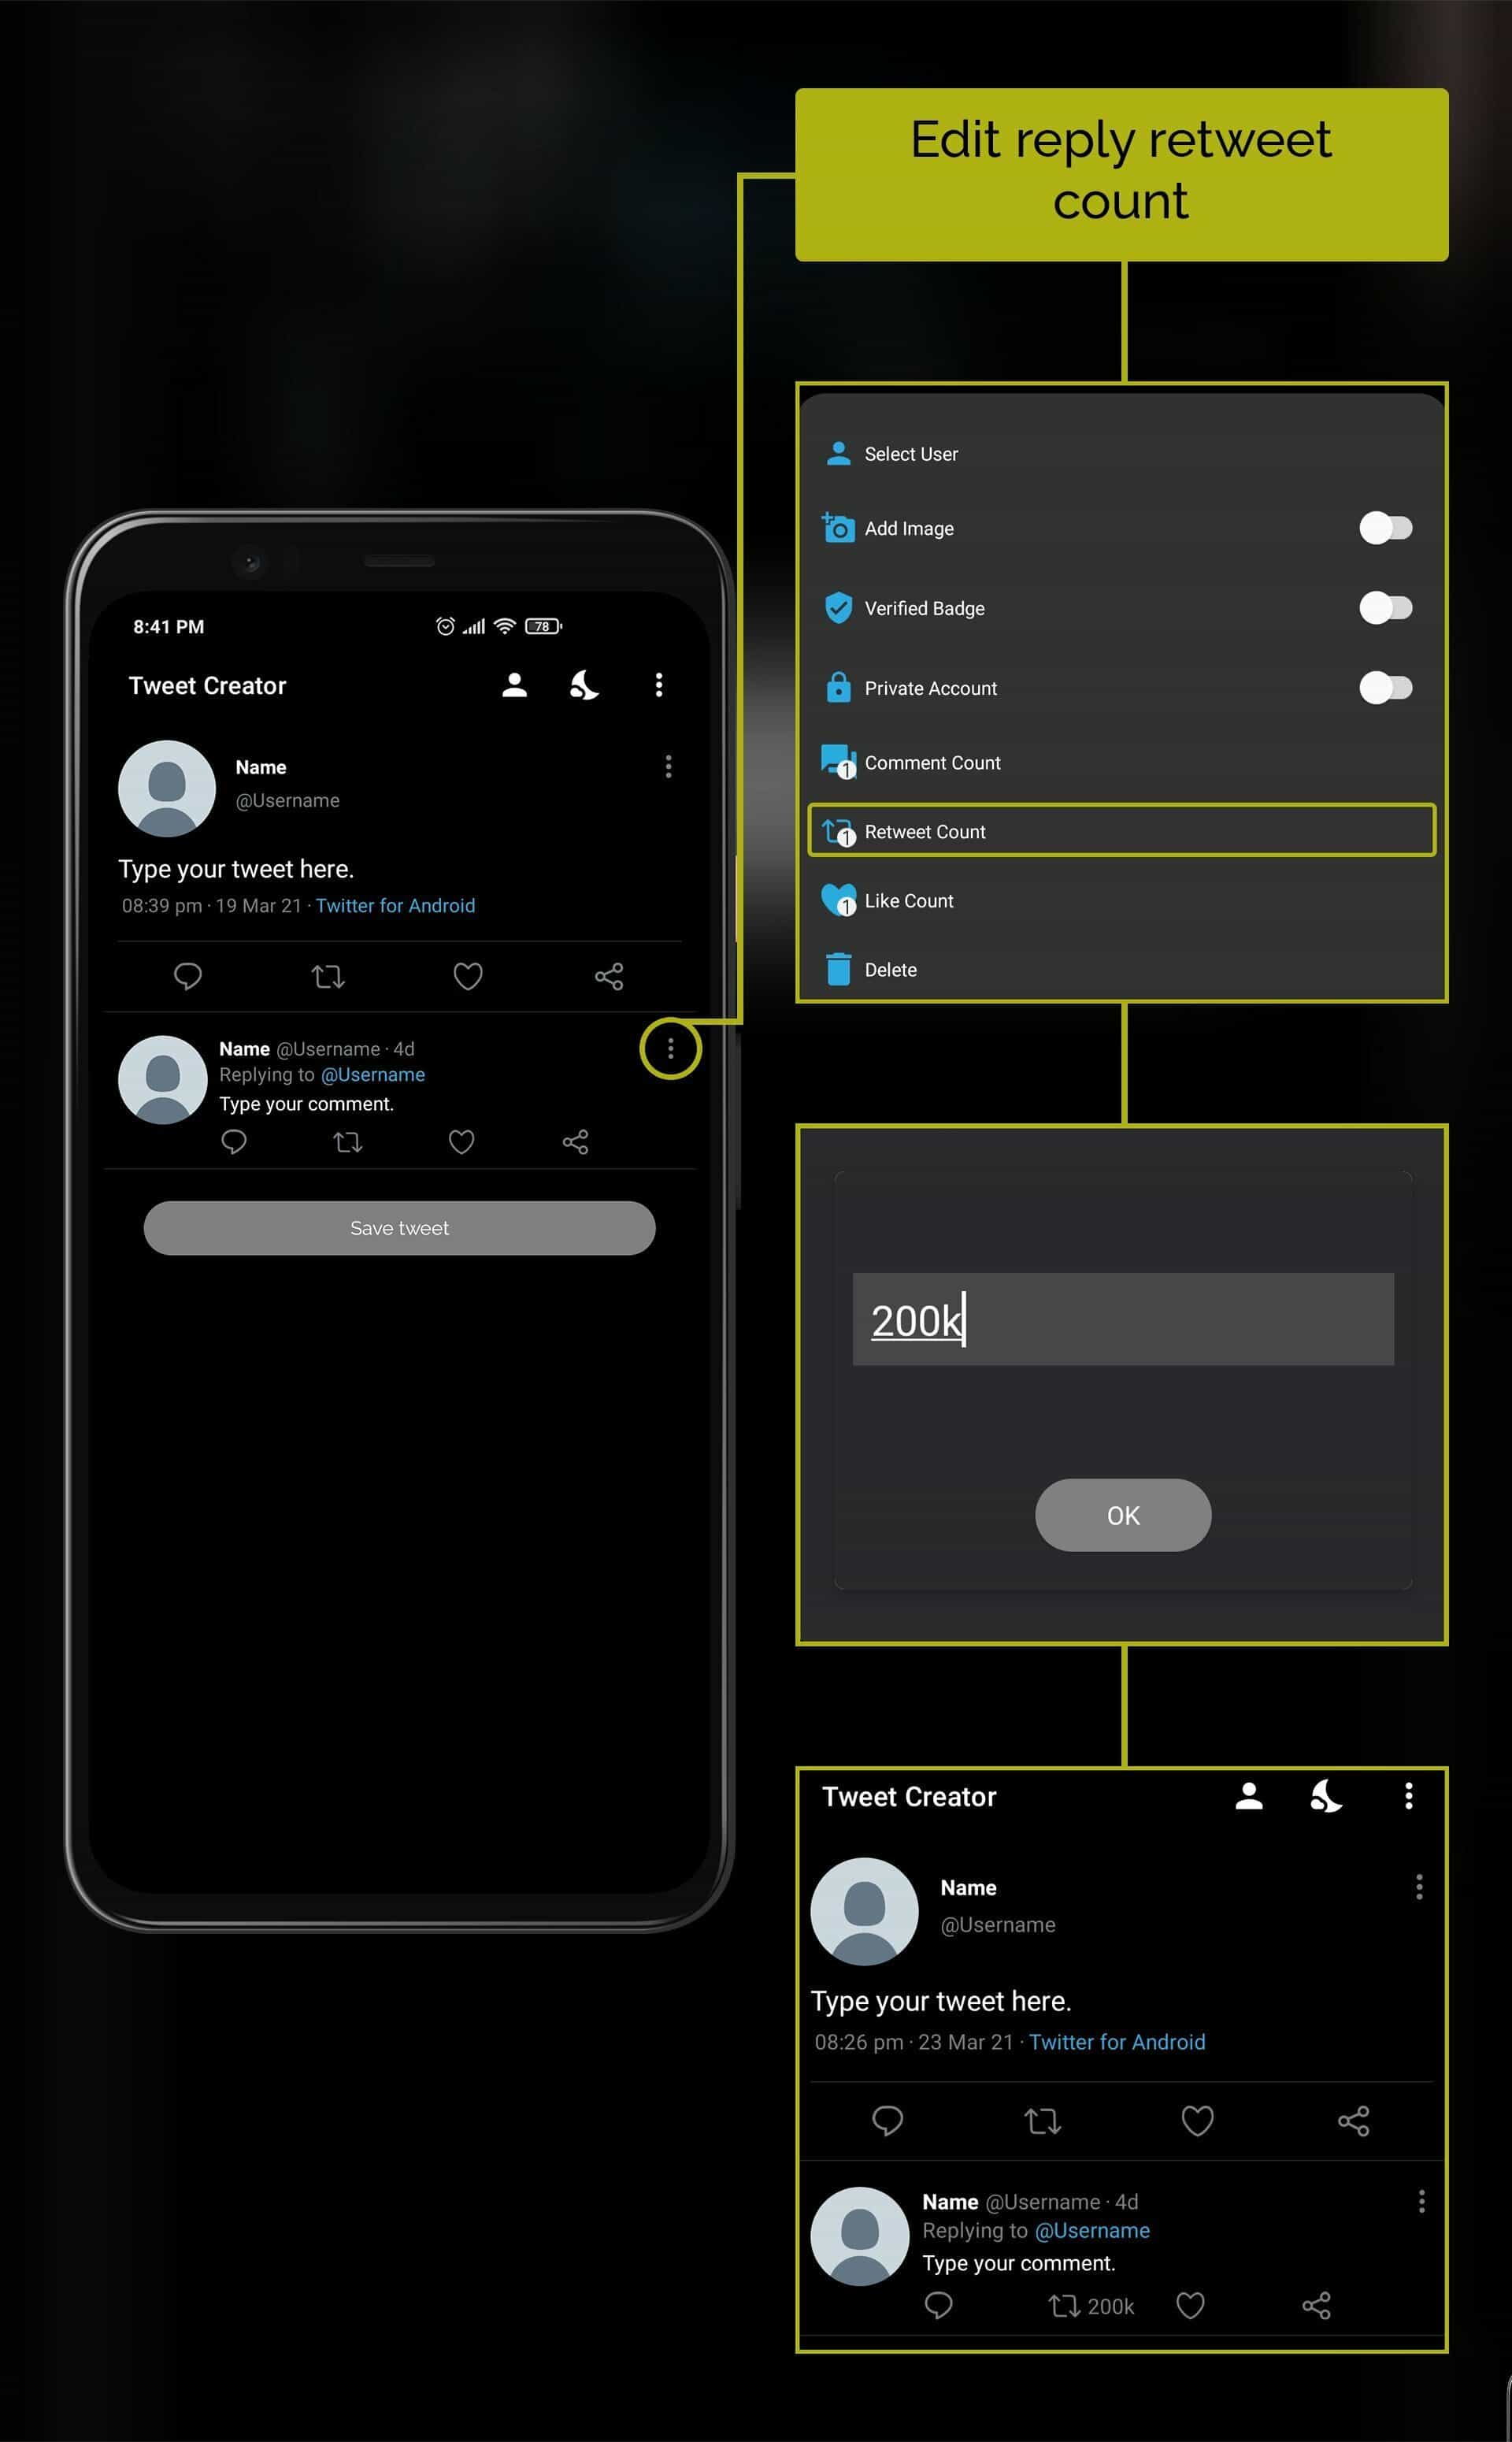 Edit reply retweet
count
Select User
Add Image
Verified Badge
Private Account
1 Comment Count
1 Retweet Count
1 Like Count
Delete
8:41 PM 78
Tweet Creator
Name
@Username
Type your tweet here.
08:39 pm · 19 Mar 21 · Twitter for Android
Name @Username · 4d
Replying to @Username
Type your comment.
Save tweet
200k
OK
Tweet Creator
Name
@Username
Type your tweet here.
08:26 pm · 23 Mar 21 · Twitter for Android
Name @Username · 4d
Replying to @Username
Type your comment.
200k